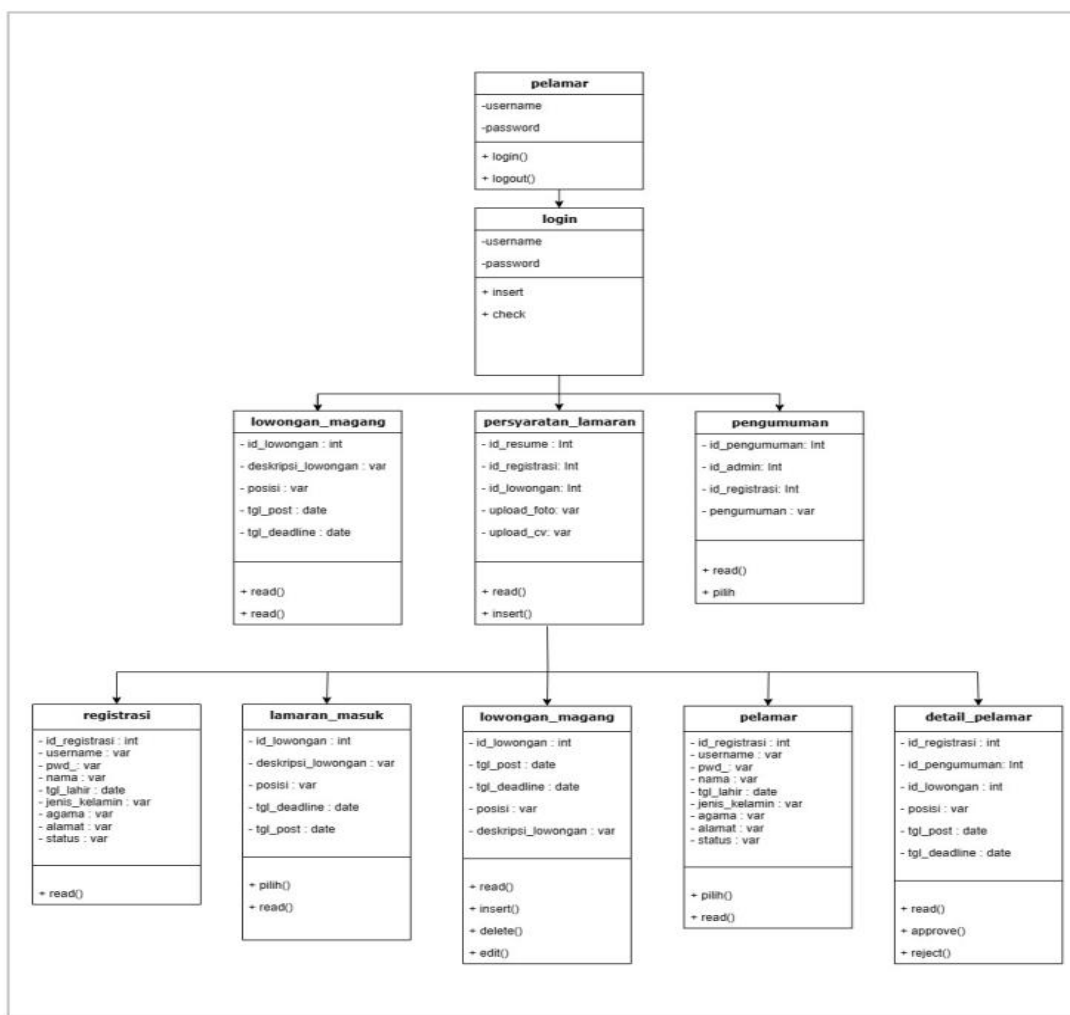 pelamar
-username
-password
+ login()
+ logout()
login
-username
-password
+ insert
+ check
lowongan_magang
- id_lowongan : int
- deskripsi_lowongan : var
- posisi : var
- tgl_post : date
- tgl_deadline : date
+ read()
+ read()
persyaratan_lamaran
- id_resume : Int
- id_registrasi: Int
- id_lowongan: Int
- upload_foto: var
- upload_cv: var
+ read()
+ insert()
pengumuman
- id_pengumuman: Int
- id_admin: Int
- id_registrasi: Int
- pengumuman : var
+ read()
+ pilih
registrasi
- id_registrasi : int
- username : var
- pwd_: var
- nama : var
- tgl_lahir : date
- jenis_kelamin : var
- agama : var
- alamat : var
- status : var
+ read()
lamaran_masuk
- id_lowongan : int
- deskripsi_lowongan : var
- posisi : var
- tgl_deadline : date
- tgl_post : date
+ pilih()
+ read()
lowongan_magang
- id_lowongan : int
- tgl_post : date
- tgl_deadline : date
- posisi : var
- deskripsi_lowongan : var
+ read()
+ insert()
+ delete()
+ edit()
pelamar
- id_registrasi : int
- username : var
- pwd_: var
- nama : var
- tgl_lahir : date
- jenis_kelamin : var
- agama : var
- alamat : var
- status : var
+ pilih()
+ read()
detail_pelamar
- id_registrasi : int
- id_pengumuman: Int
- id_lowongan : int
- posisi : var
- tgl_post : date
- tgl_deadline : date
+ read()
+ approve()
+ reject()